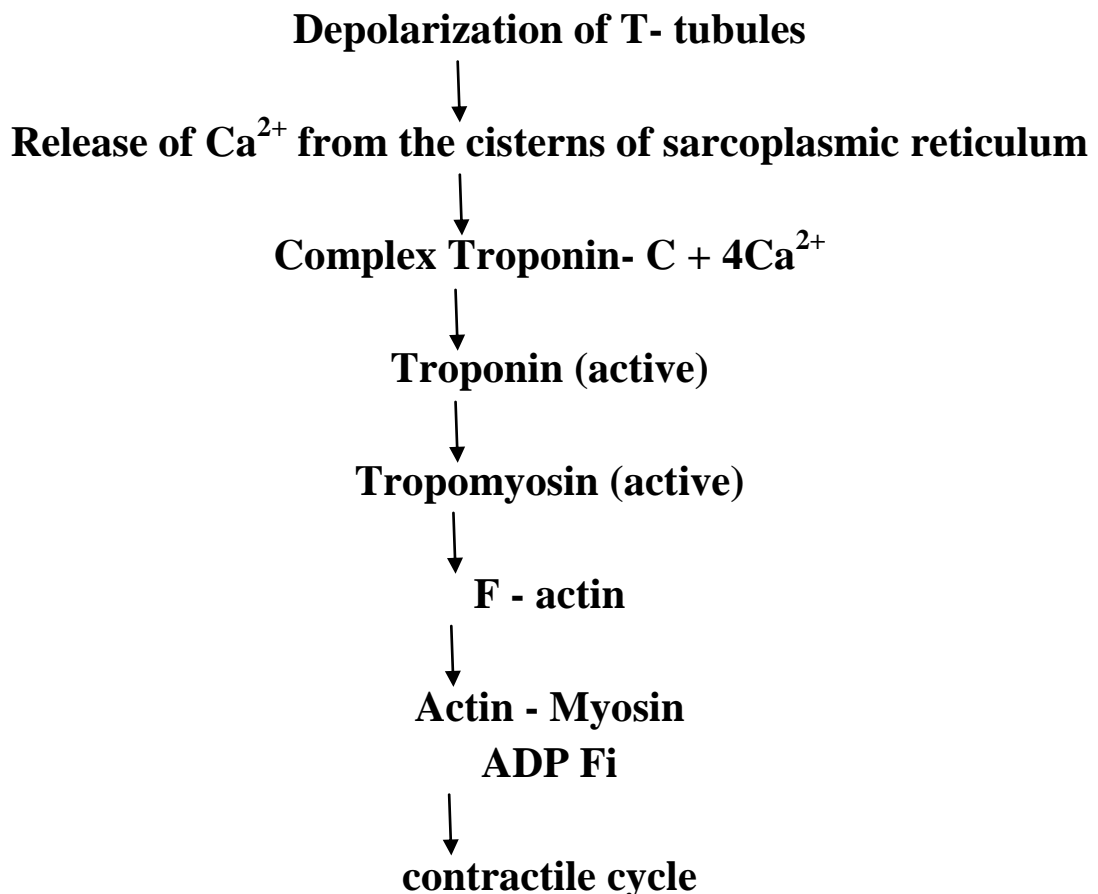 Depolarization of T- tubules
Release of Ca²⁺ from the cisterns of sarcoplasmic reticulum
Complex Troponin- C + 4Ca²⁺
Troponin (active)
Tropomyosin (active)
F - actin
Actin - Myosin
ADP Fi
contractile cycle